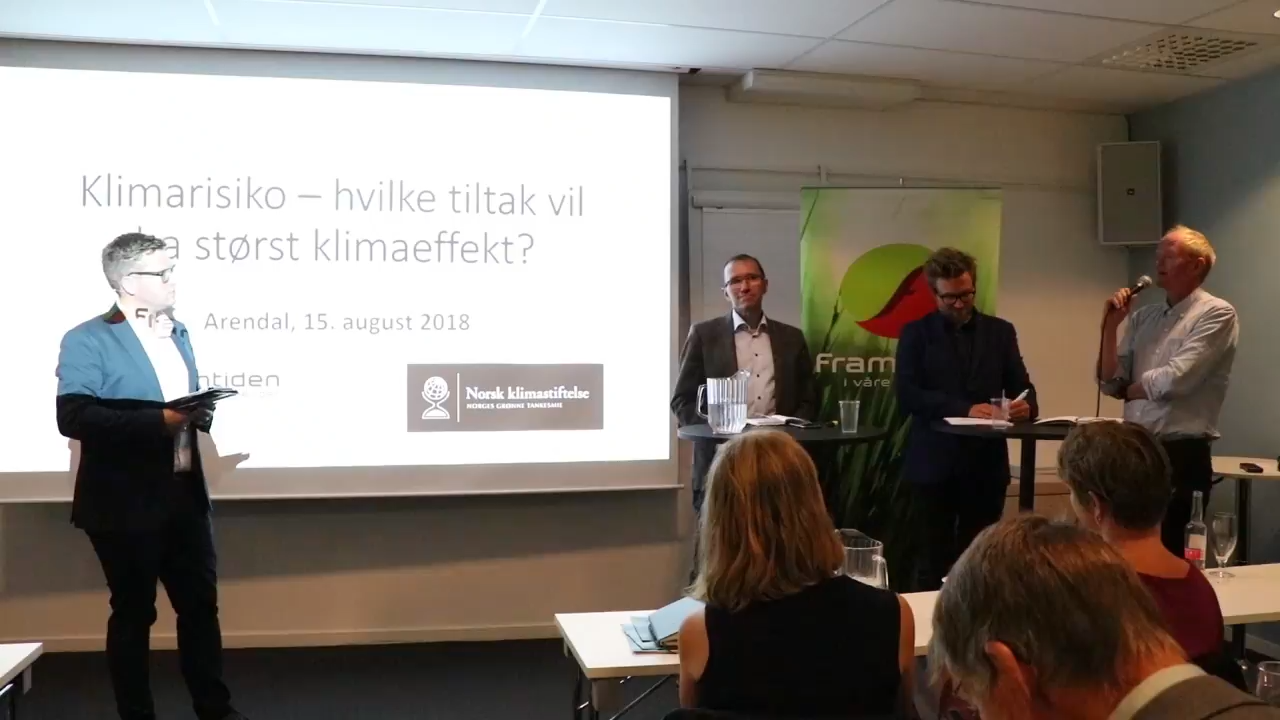 Klimarisiko – hvilke tiltak vil
størst klimaeffekt?
Arendal, 15. august 2018
Norsk klimastiftelse
NORGES GRØNNE TANKESMIE
i våre